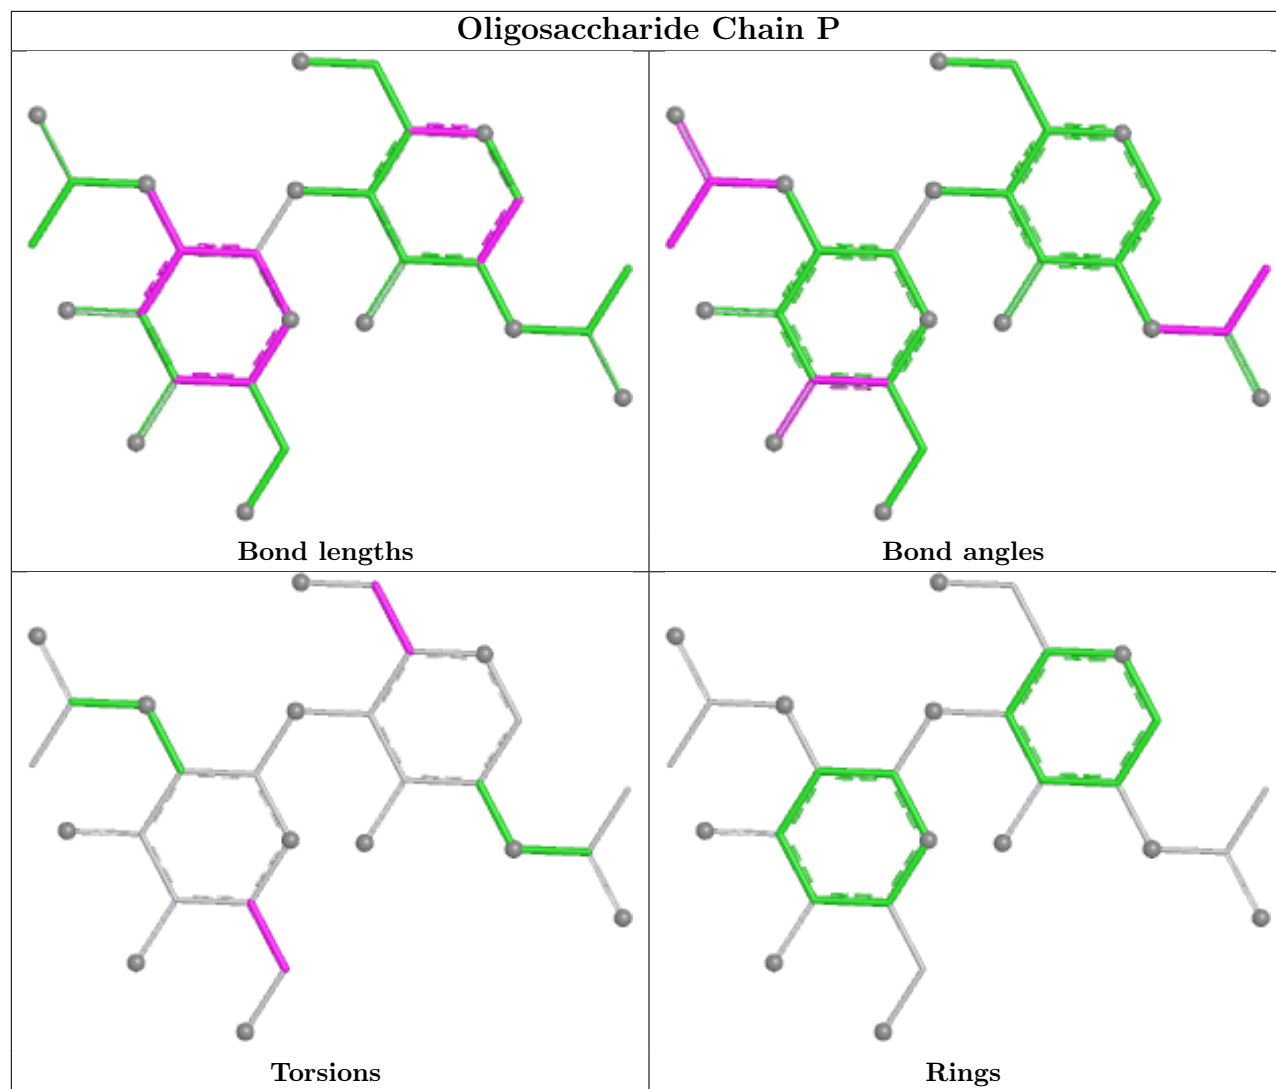 Oligosaccharide Chain P
Bond lengths
Bond angles
Torsions
Rings